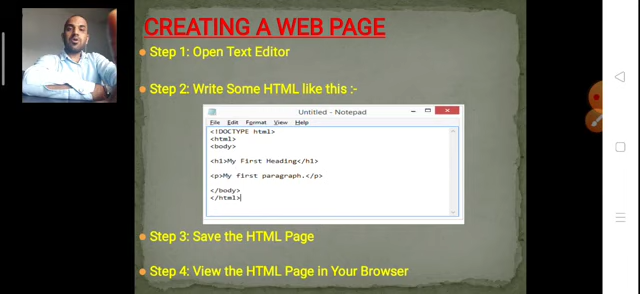 CREATING A WEB PAGE
Step 1: Open Text Editor
Step 2: Write Some HTML like this :-
Untitled - Notepad
File Edit Format View Help
<!DOCTYPE html>
<html>
<body>
<h1>My First Heading</h1>
<p>My first paragraph.</p>
</body>
</html>
Step 3: Save the HTML Page
Step 4: View the HTML Page in Your Browser